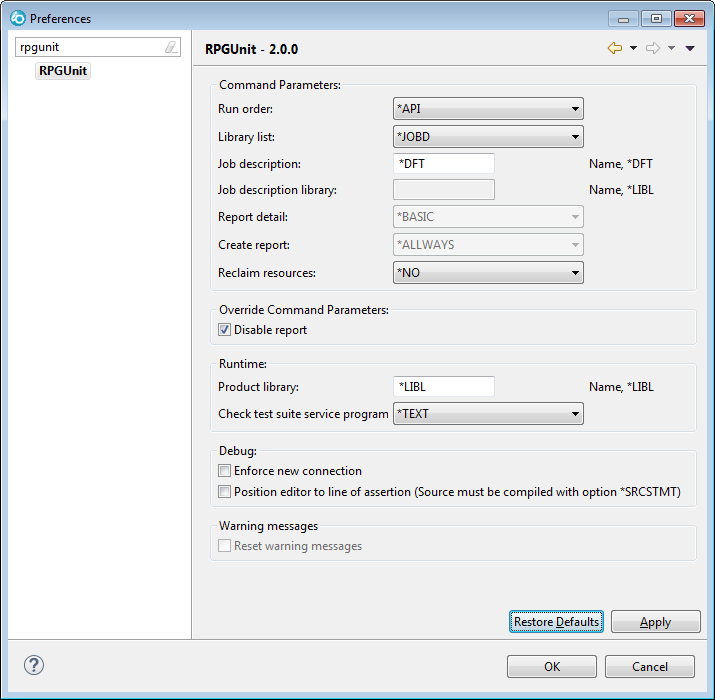 Preferences
rpgunit
RPGUnit
RPGUnit - 2.0.0
Command Parameters:
Run order: *API
Library list: *JOBD
Job description: *DFT Name, *DFT
Job description library: Name, *LIBL
Report detail: *BASIC
Create report: *ALLWAYS
Reclaim resources: *NO
Override Command Parameters:
Disable report
Runtime:
Product library: *LIBL Name, *LIBL
Check test suite service program *TEXT
Debug:
Enforce new connection
Position editor to line of assertion (Source must be compiled with option *SRCSTMT)
Warning messages
Reset warning messages
Restore Defaults Apply
? OK Cancel